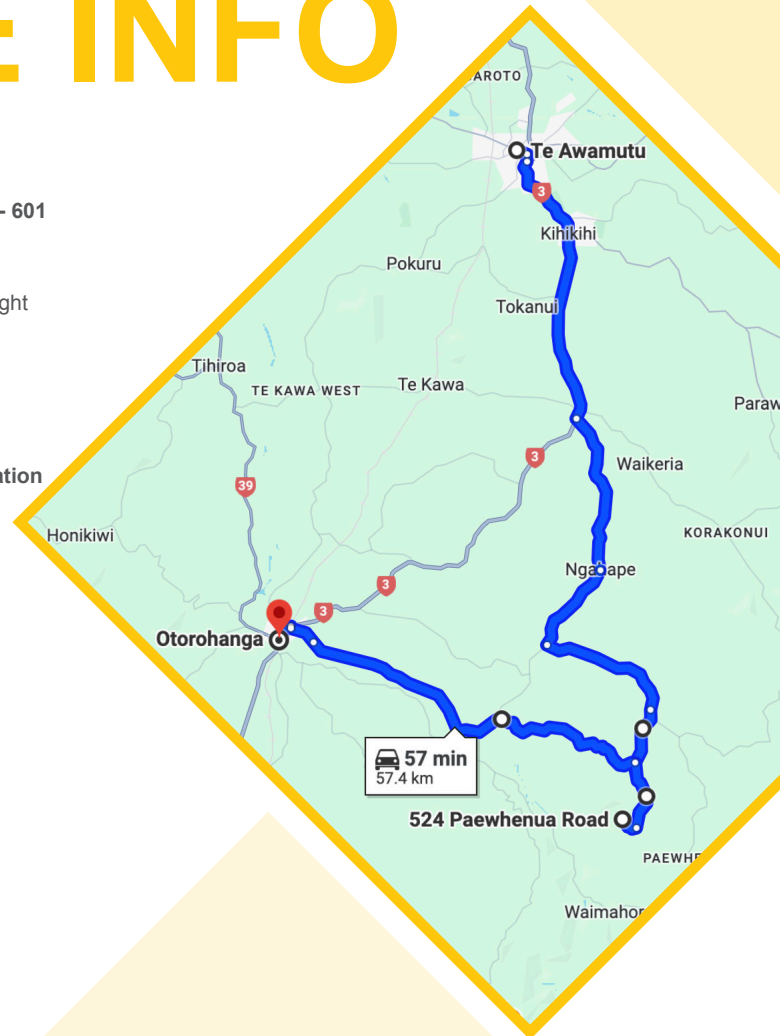 : INFO
- 601
ght
ation
AROTO
Te Awamutu
3
Kihikihi
Pokuru
Tokanui
Tihiroa
TE KAWA WEST
Te Kawa
Paraw
3
Waikeria
39
Honikiwi
KORAKONUI
Ngahape
3
3
Otorohanga
57 min
57.4 km
524 Paewhenua Road
PAEWHE
Waimahor